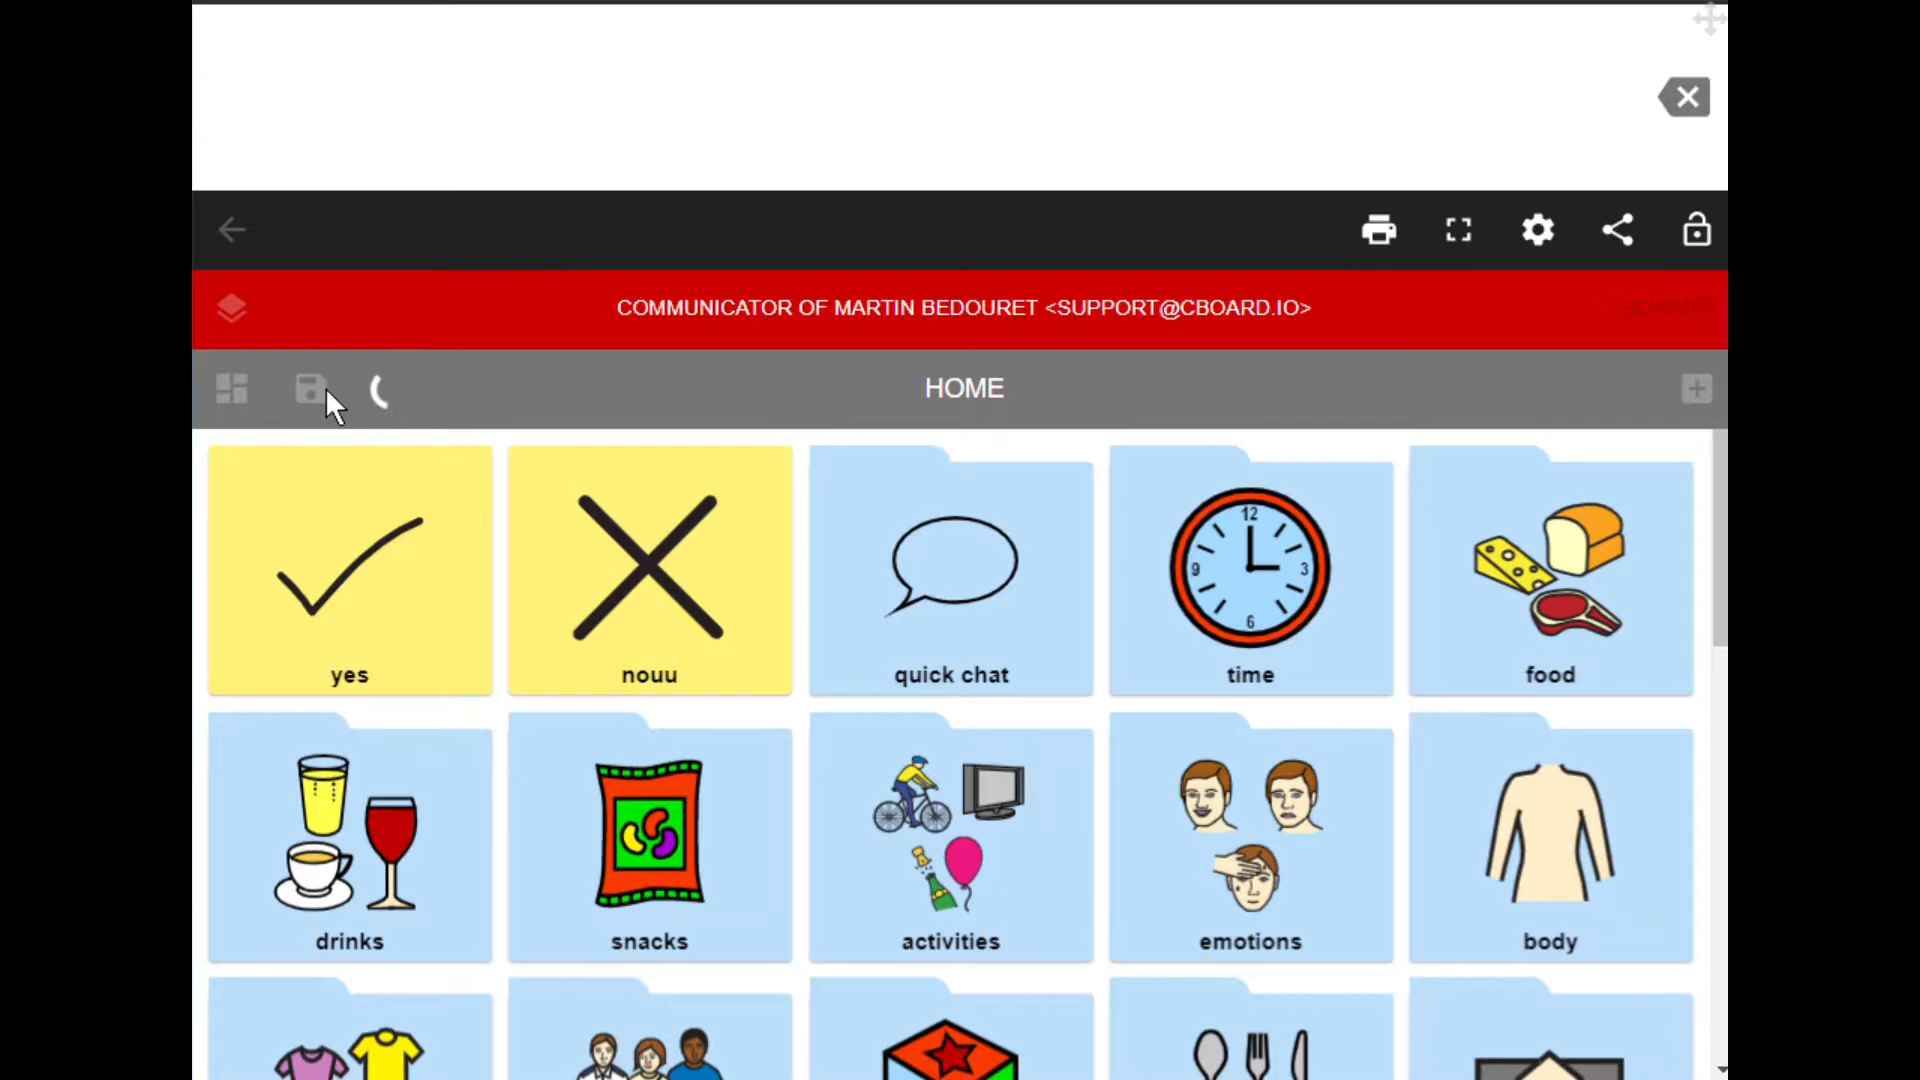 COMMUNICATOR OF MARTIN BEDOURET <SUPPORT@CBOARD.IO>
HOME
yes
nouu
quick chat
12
9
3
6
time
food
drinks
snacks
activities
emotions
body